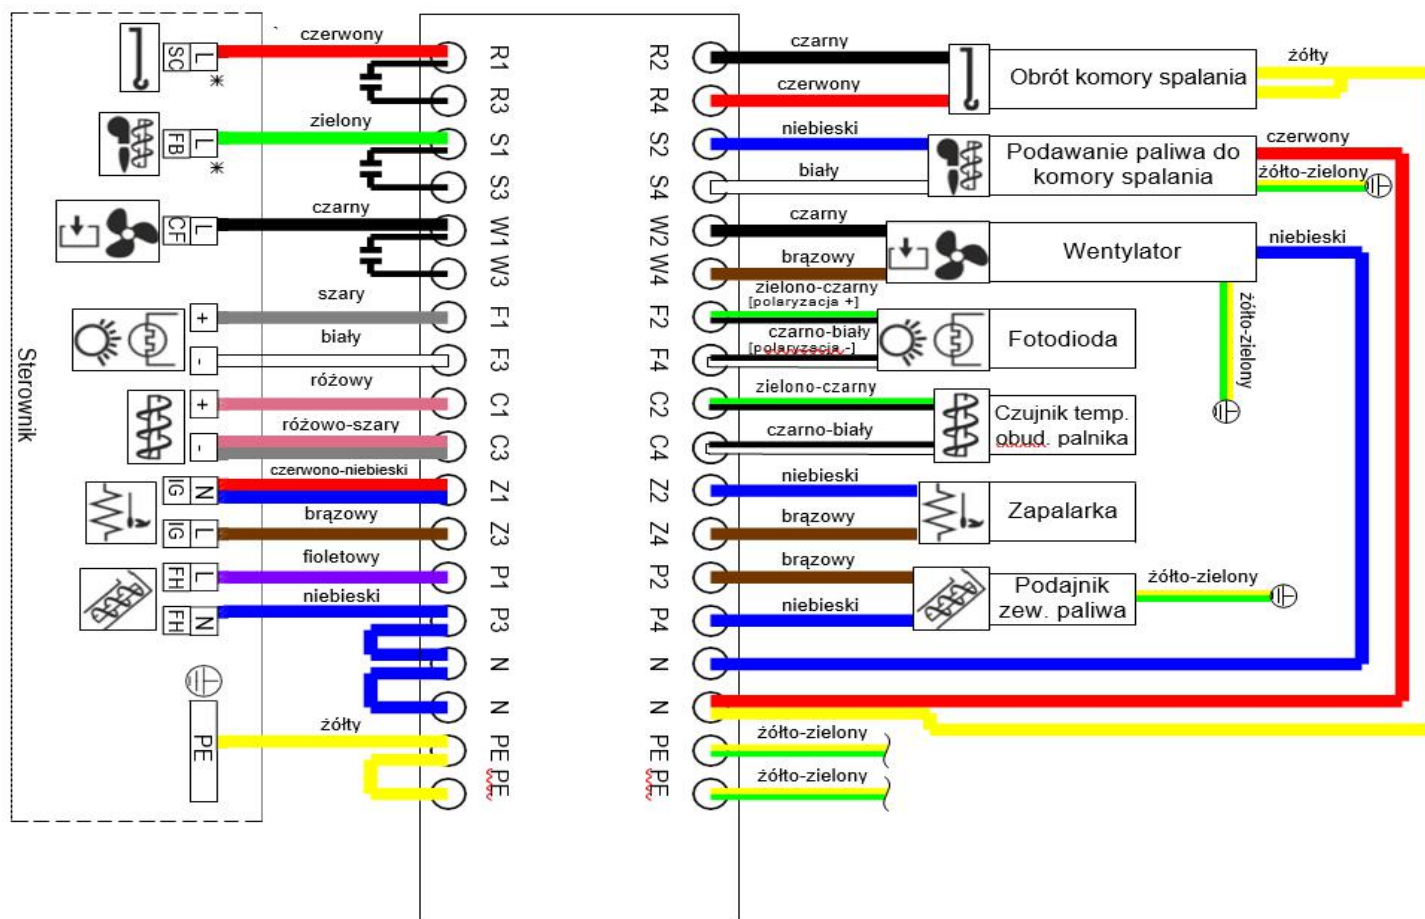 Sterownik
SC
L
*
czerwony
R1
R3
FB
L
*
zielony
S1
S3
CF
L
czarny
W1
W3
+
szary
F1
-
biały
F3
+
różowy
C1
-
różowo-szary
C3
IG
N
czerwono-niebieski
Z1
IG
L
brązowy
Z3
FH
L
fioletowy
P1
FH
N
niebieski
P3
N
N
PE
żółty
PE
PE
R2
czarny
R4
czerwony
Obrót komory spalania
żółty
S2
niebieski
S4
biały
Podawanie paliwa do
komory spalania
czerwony
żółto-zielony
W2
czarny
W4
brązowy
Wentylator
niebieski
żółto-zielony
F2
zielono-czarny
[polaryzacja +]
F4
czarno-biały
[polaryzacja -]
Fotodioda
C2
zielono-czarny
C4
czarno-biały
Czujnik temp.
obud. palnika
Z2
niebieski
Z4
brązowy
Zapalarka
P2
brązowy
P4
niebieski
Podajnik
zew. paliwa
żółto-zielony
N
N
PE
żółto-zielony
PE
żółto-zielony